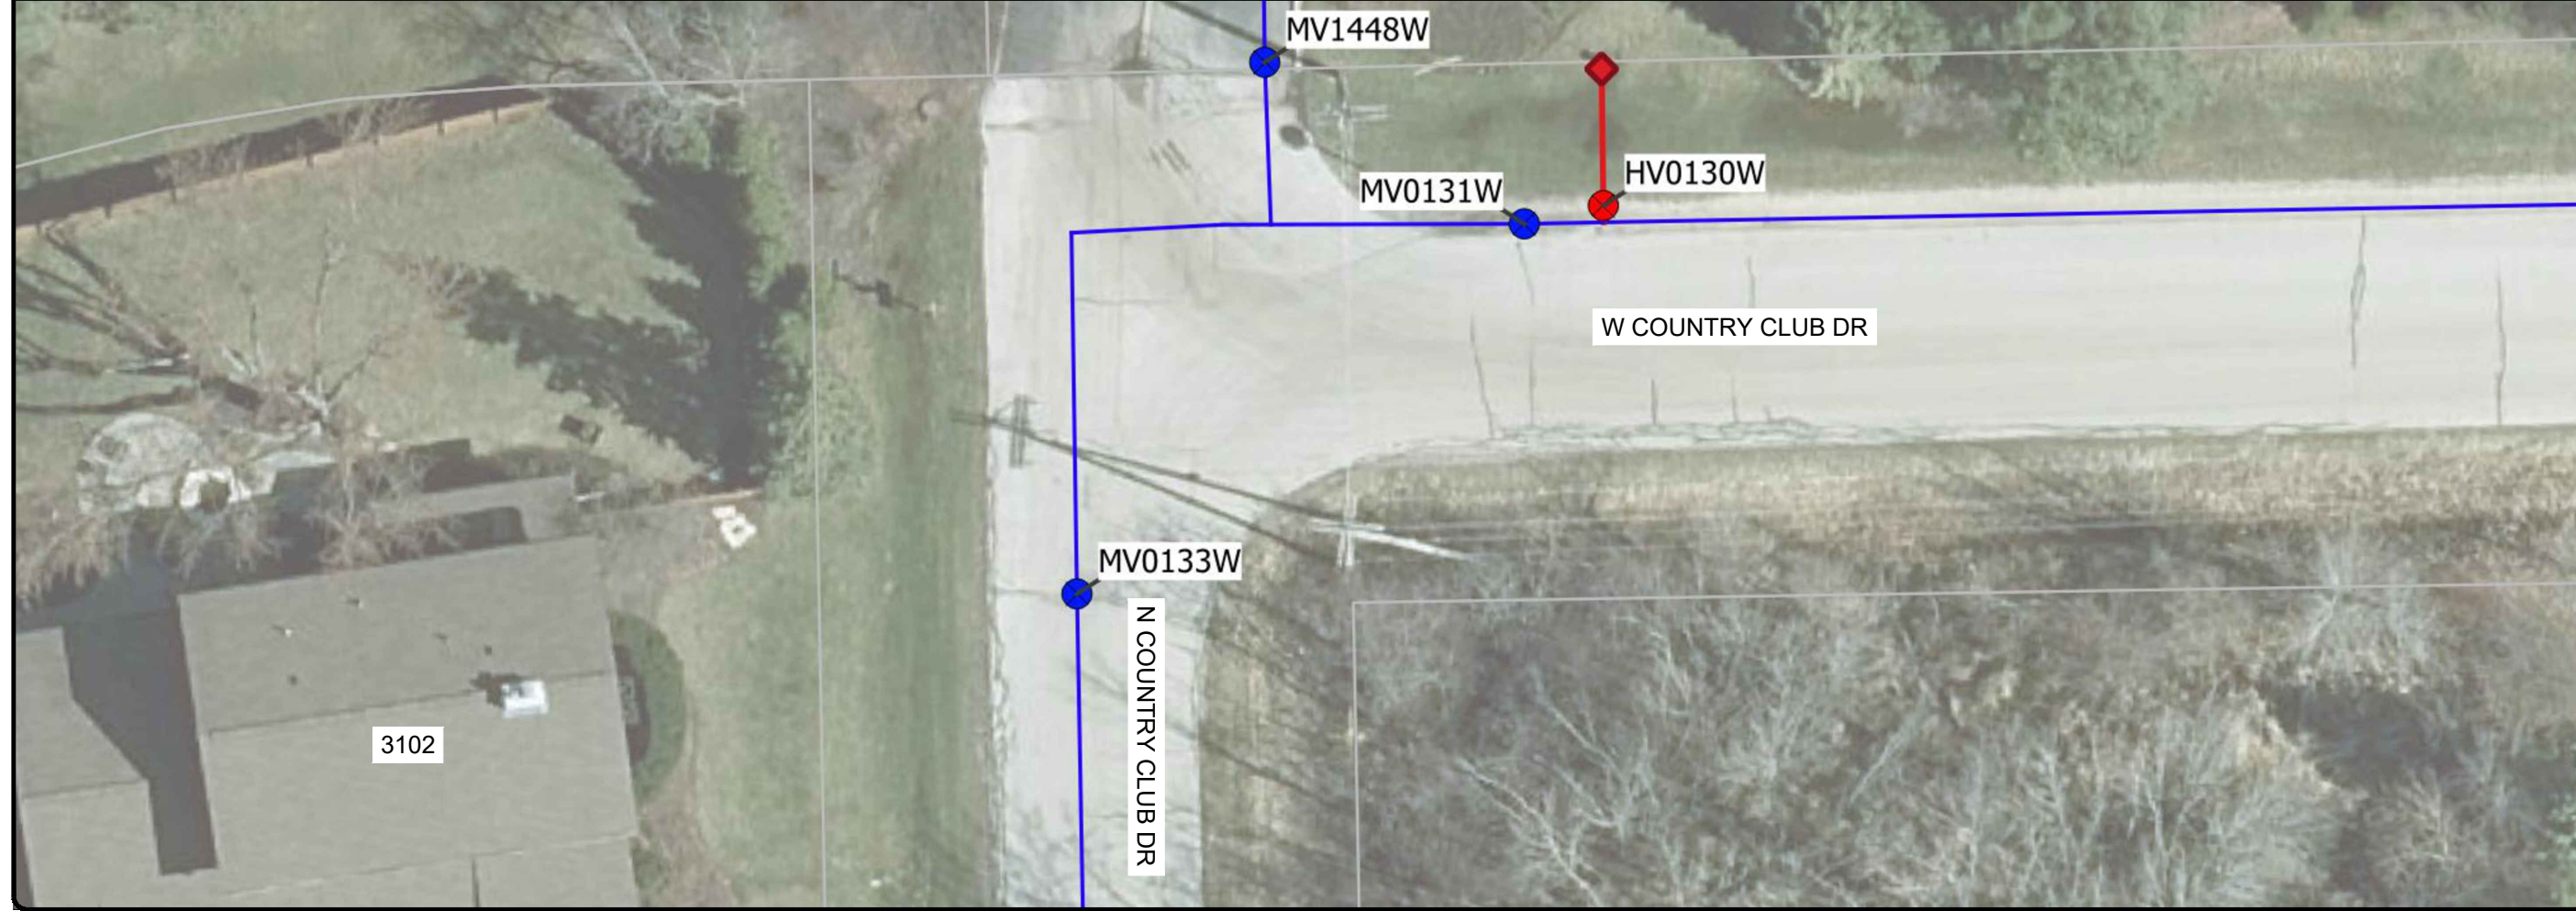 MV1448W
HV0130W
MV0131W
W COUNTRY CLUB DR
MV0133W
N COUNTRY CLUB DR
3102